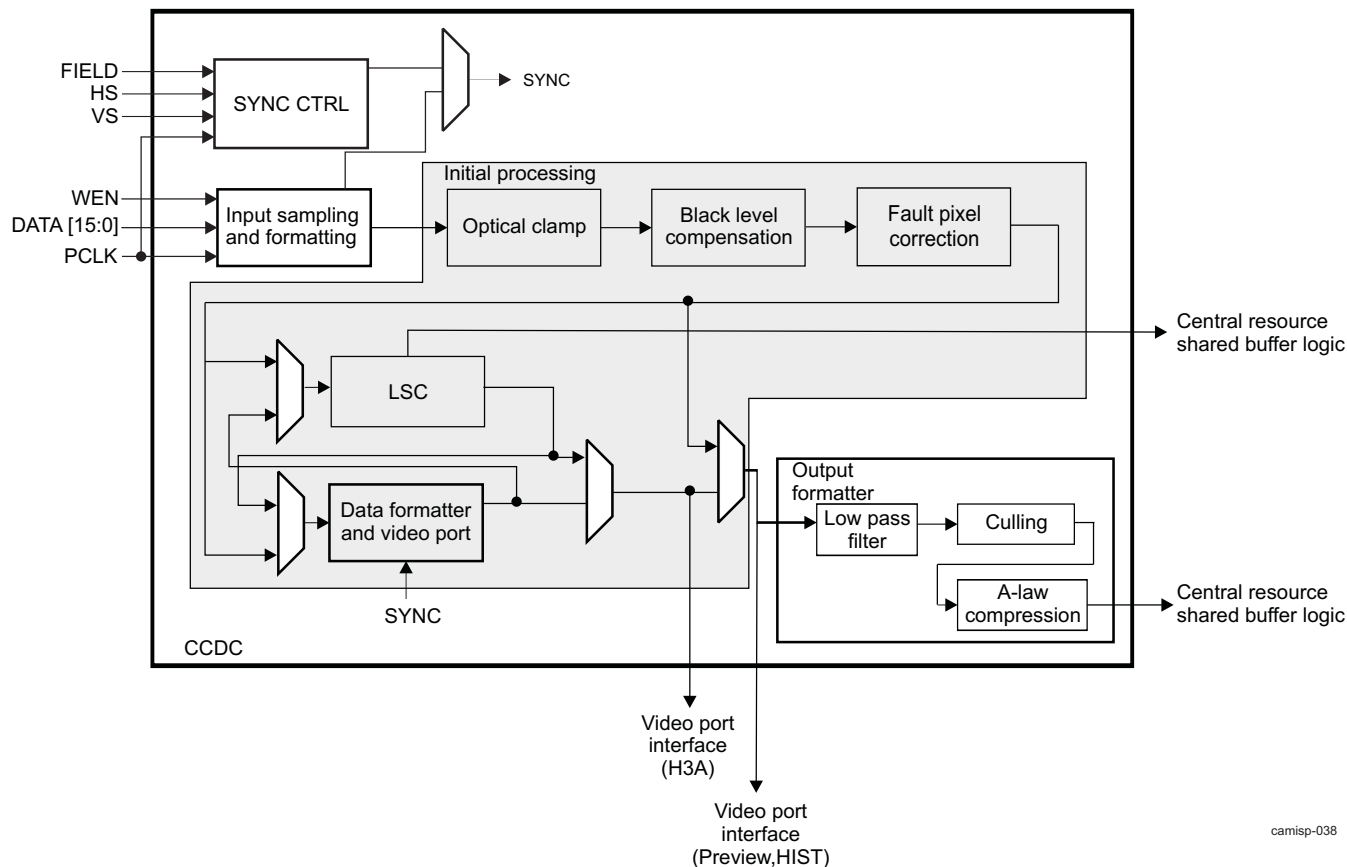 FIELD
HS
VS
SYNC CTRL
SYNC
WEN
DATA [15:0]
PCLK
Input sampling
and formatting
Initial processing
Optical clamp
Black level
compensation
Fault pixel
correction
Central resource
shared buffer logic
LSC
Data formatter
and video port
SYNC
Output
formatter
Low pass
filter
Culling
A-law
compression
Central resource
shared buffer logic
CCDC
Video port
interface
(H3A)
Video port
interface
(Preview,HIST)
camisp-038